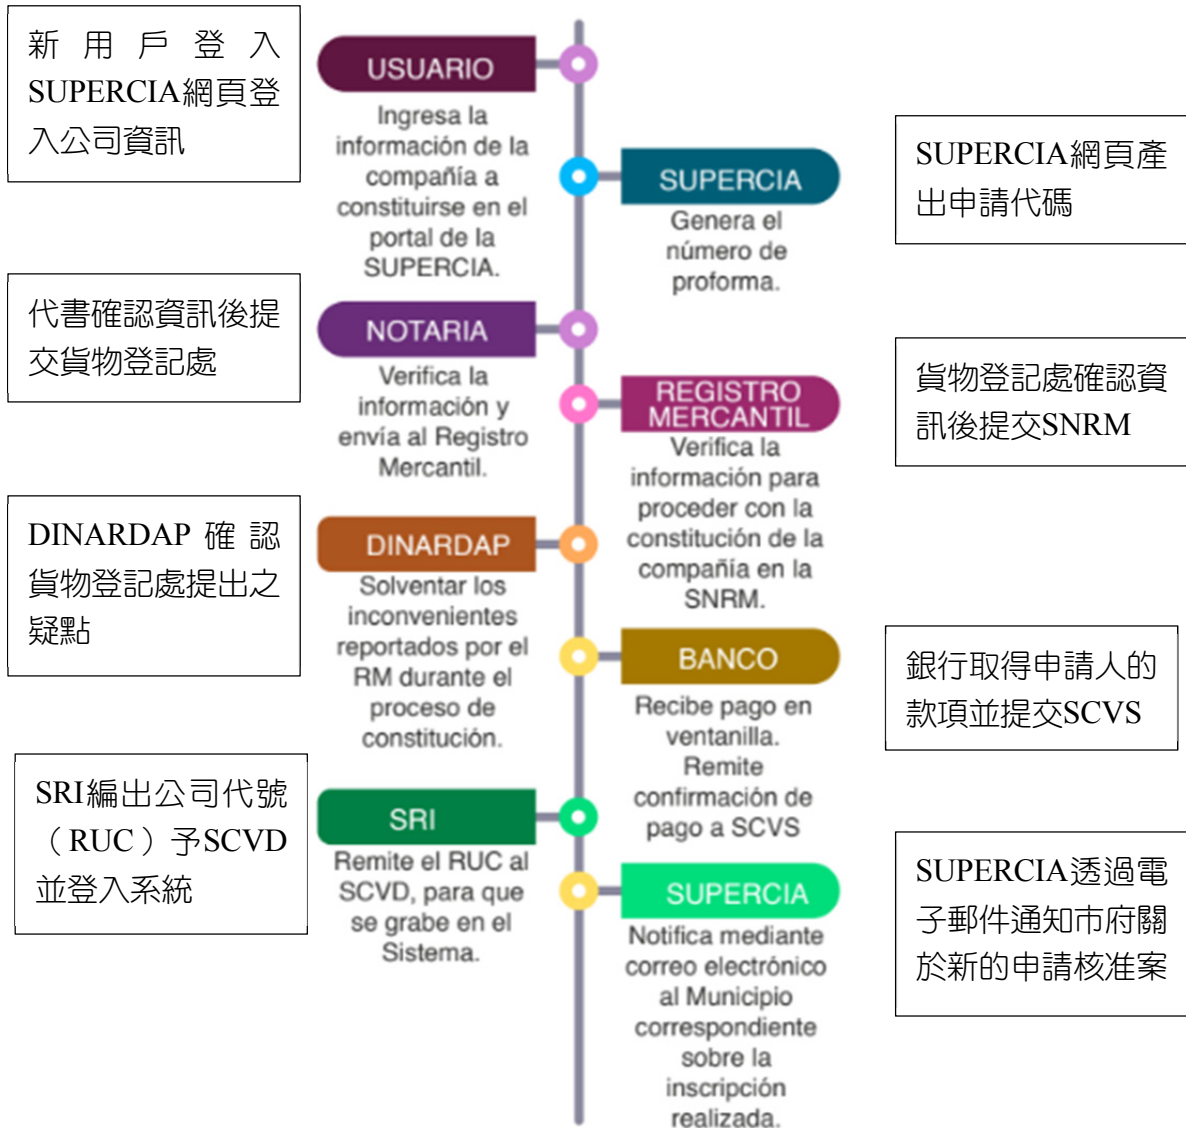 新用戶登入
SUPERCIA網頁登
入公司資訊
USUARIO
Ingresa la
información de la
compañía a
constituirse en el
portal de la
SUPERCIA.
SUPERCIA
Genera el
número de
proforma.
SUPERCIA網頁產
出申請代碼
代書確認資訊後提
交貨物登記處
NOTARIA
Verifica la
información y
envía al Registro
Mercantil.
REGISTRO
MERCANTIL
Verifica la
información para
proceder con la
constitución de la
compañía en la
SNRM.
貨物登記處確認資
訊後提交SNRM
DINARDAP 確認
貨物登記處提出之
疑點
DINARDAP
Solventar los
inconvenientes
reportados por el
RM durante el
proceso de
constitución.
BANCO
Recibe pago en
ventanilla.
Remite
confirmación de
pago a SCVS
銀行取得申請人的
款項並提交SCVS
SRI編出公司代號
（RUC）予SCVD
並登入系統
SRI
Remite el RUC al
SCVD, para que
se grabe en el
Sistema.
SUPERCIA
Notifica mediante
correo electrónico
al Municipio
correspondiente
sobre la
inscripción
realizada.
SUPERCIA透過電
子郵件通知市府關
於新的申請核准案